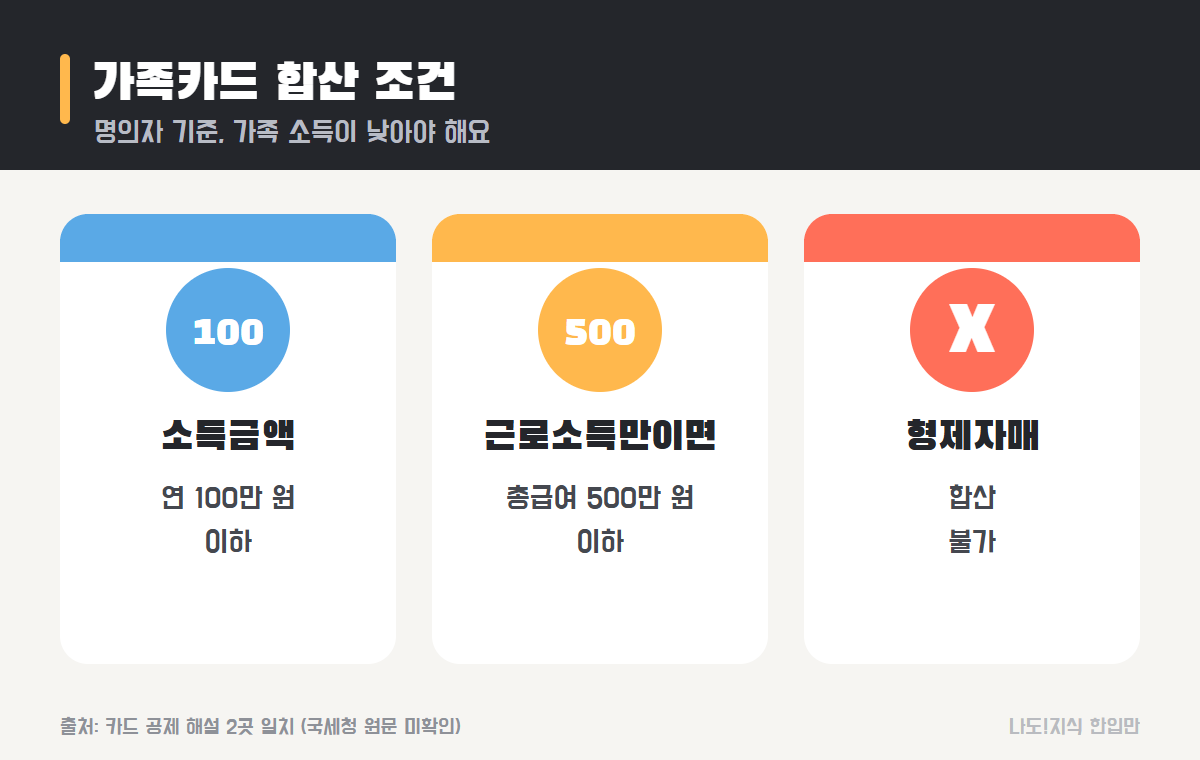 가족카드 합산 조건
명의자 기준, 가족 소득이 낮아야 해요
100
소득금액
연 100만 원
이하
500
근로소득만이면
총급여 500만 원
이하
X
형제자매
합산
불가
출처: 카드 공제 해설 2곳 일치 (국세청 원문 미확인)
나도!지식 한입만